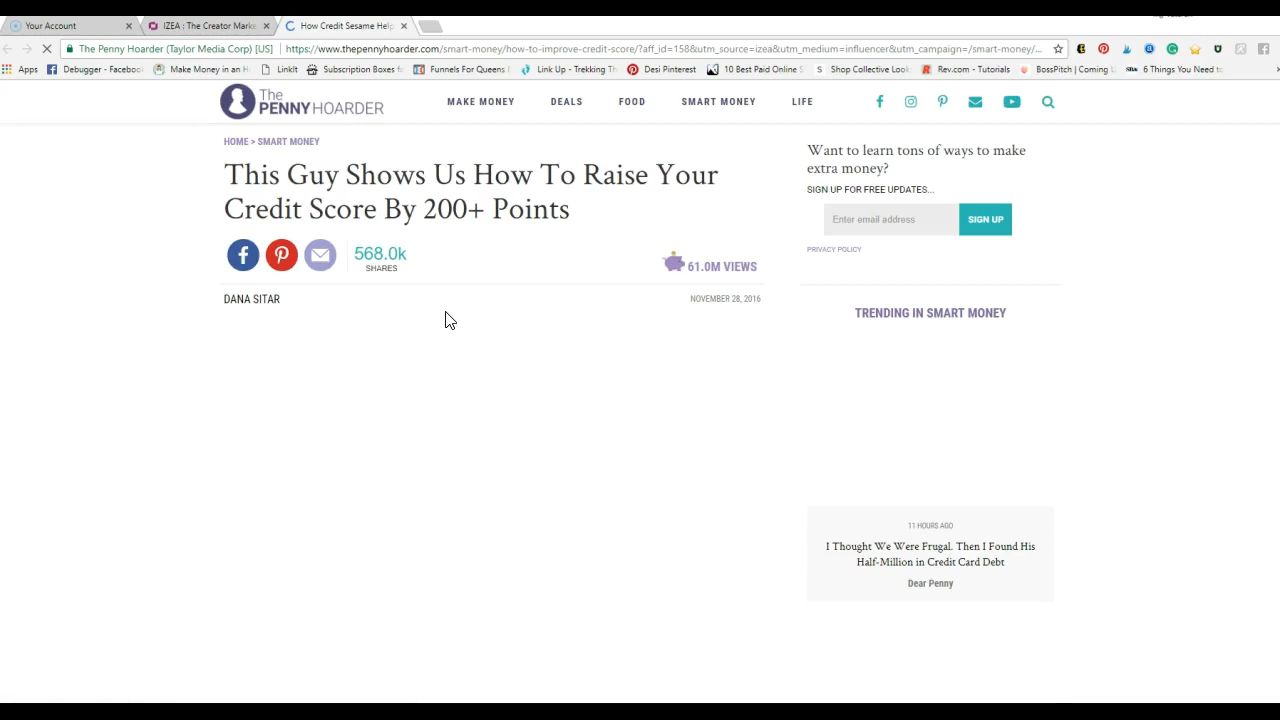 Your Account
IZEA : The Creator Marke
How Credit Sesame Help
The Penny Hoarder (Taylor Media Corp) [US]
https://www.thepennyhoarder.com/smart-money/how-to-improve-credit-score/?aff_id=158&utm_source=izea&utm_medium=influencer&utm_campaign=/smart-money/...
Apps
Debugger - Faceboo
Make Money in an H
LinkIt
Subscription Boxes fo
Funnels For Queens
Link Up - Trekking Th
Desi Pinterest
10 Best Paid Online S
Shop Collective Look
Rev.com - Tutorials
BossPitch | Coming
6 Things You Need to
The
PENNYHOARDER
MAKE MONEY
DEALS
FOOD
SMART MONEY
LIFE
HOME > SMART MONEY
This Guy Shows Us How To Raise Your
Credit Score By 200+ Points
568.0k
SHARES
61.0M VIEWS
DANA SITAR
NOVEMBER 28, 2016
Want to learn tons of ways to make
extra money?
SIGN UP FOR FREE UPDATES...
Enter email address
SIGN UP
PRIVACY POLICY
TRENDING IN SMART MONEY
11 HOURS AGO
I Thought We Were Frugal. Then I Found His
Half-Million in Credit Card Debt
Dear Penny